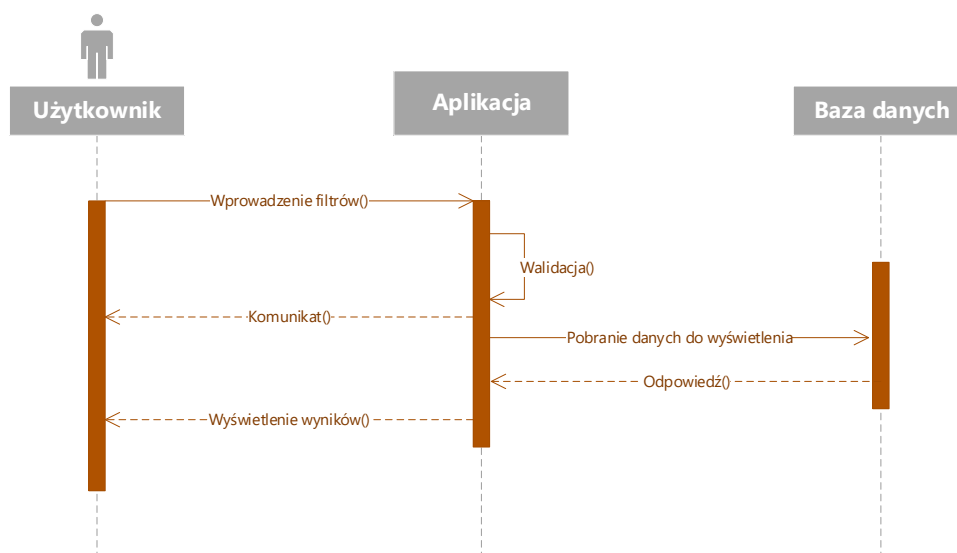 Użytkownik
Aplikacja
Baza danych
Wprowadzenie filtrów()
Walidacja()
Komunikat()
Pobranie danych do wyświetlenia
Odpowiedź()
Wyświetlenie wyników()